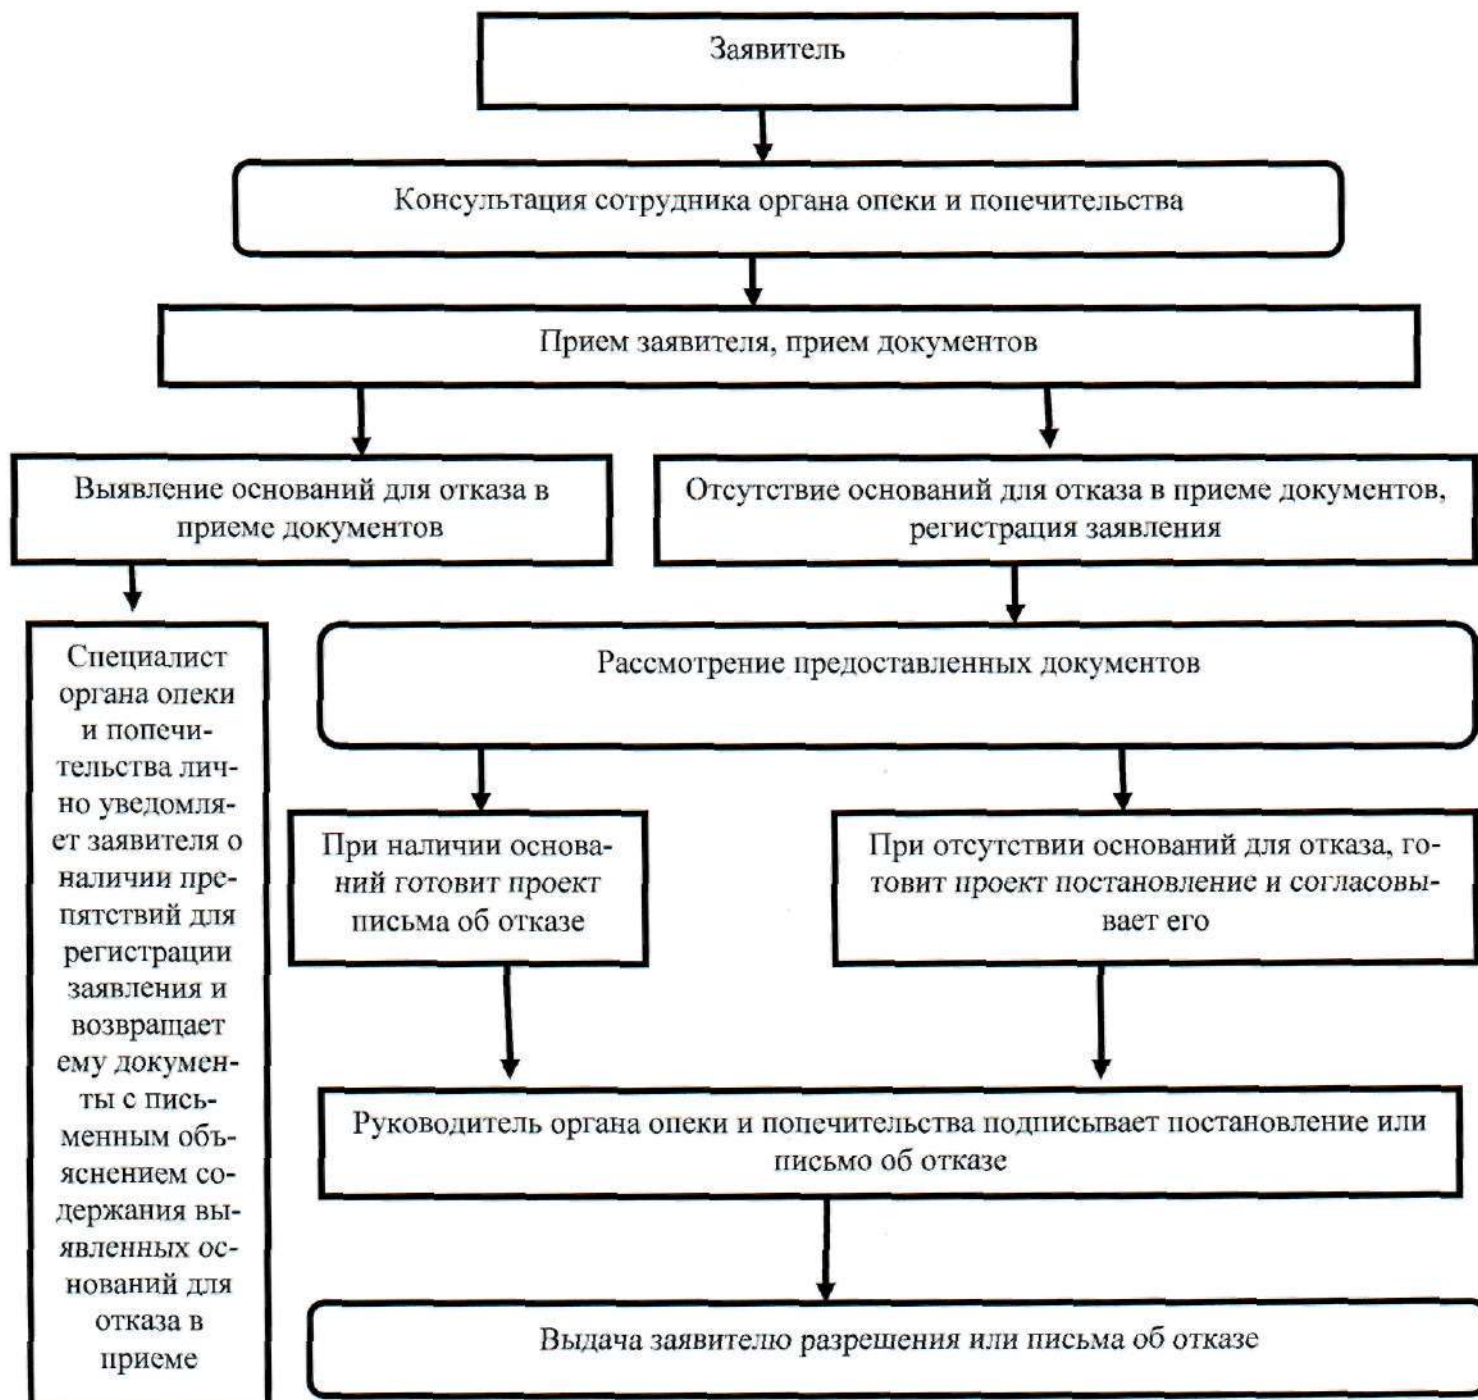 Заявитель
Консультация сотрудника органа опеки и попечительства
Прием заявителя, прием документов
Выявление оснований для отказа в
приеме документов
Отсутствие оснований для отказа в приеме документов,
регистрация заявления
Специалист
органа опеки
и попечи-
тельства лич-
но уведомля-
ет заявителя о
наличии пре-
пятствий для
регистрации
заявления и
возвращает
ему докумен-
ты с пись-
менным объ-
яснением со-
держания вы-
явленных ос-
нований для
отказа в
приеме
Рассмотрение предоставленных документов
При наличии основа-
ний готовит проект
письма об отказе
При отсутствии оснований для отказа, го-
товит проект постановление и согласовы-
вает его
Руководитель органа опеки и попечительства подписывает постановление или
письмо об отказе
Выдача заявителю разрешения или письма об отказе